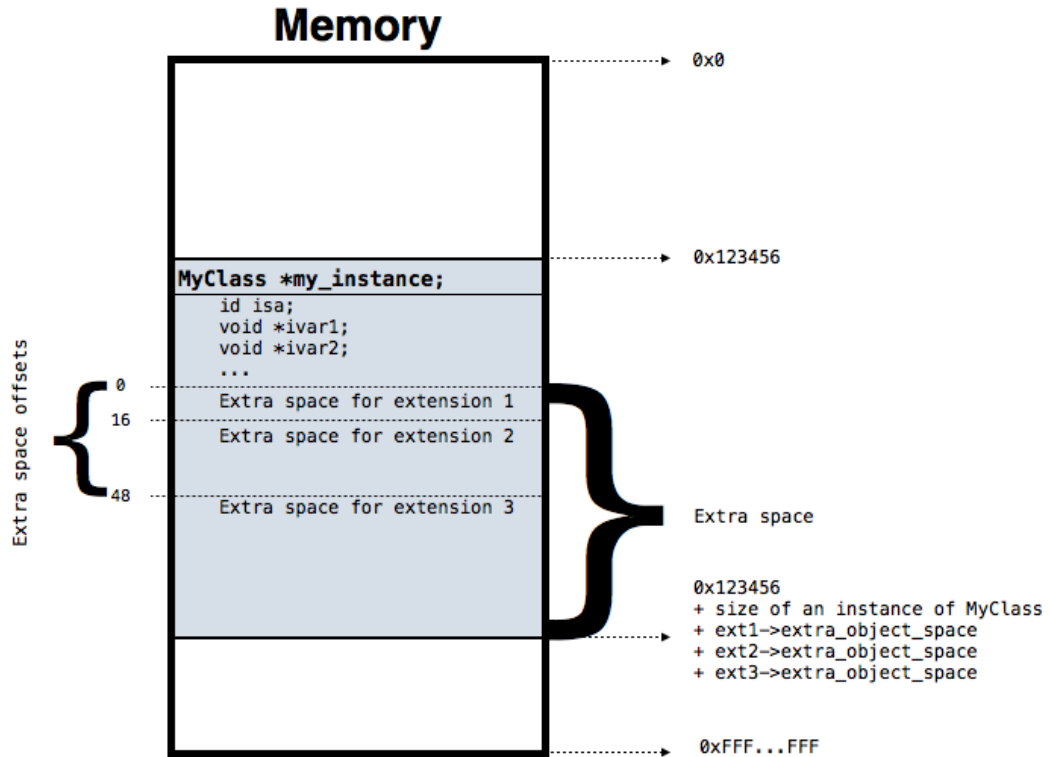 Memory
0x0
0x123456
MyClass *my_instance;
id isa;
void *ivar1;
void *ivar2;
...
Extra space offsets
0
Extra space for extension 1
16
Extra space for extension 2
48
Extra space for extension 3
Extra space
0x123456
+ size of an instance of MyClass
+ ext1->extra_object_space
+ ext2->extra_object_space
+ ext3->extra_object_space
0xFFF...FFF